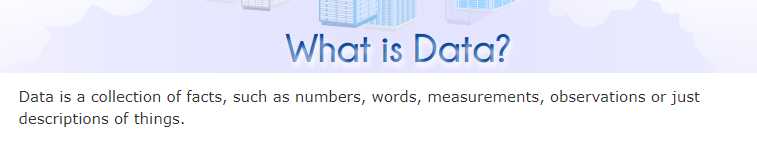 What is Data?
Data is a collection of facts, such as numbers, words, measurements, observations or just
descriptions of things.